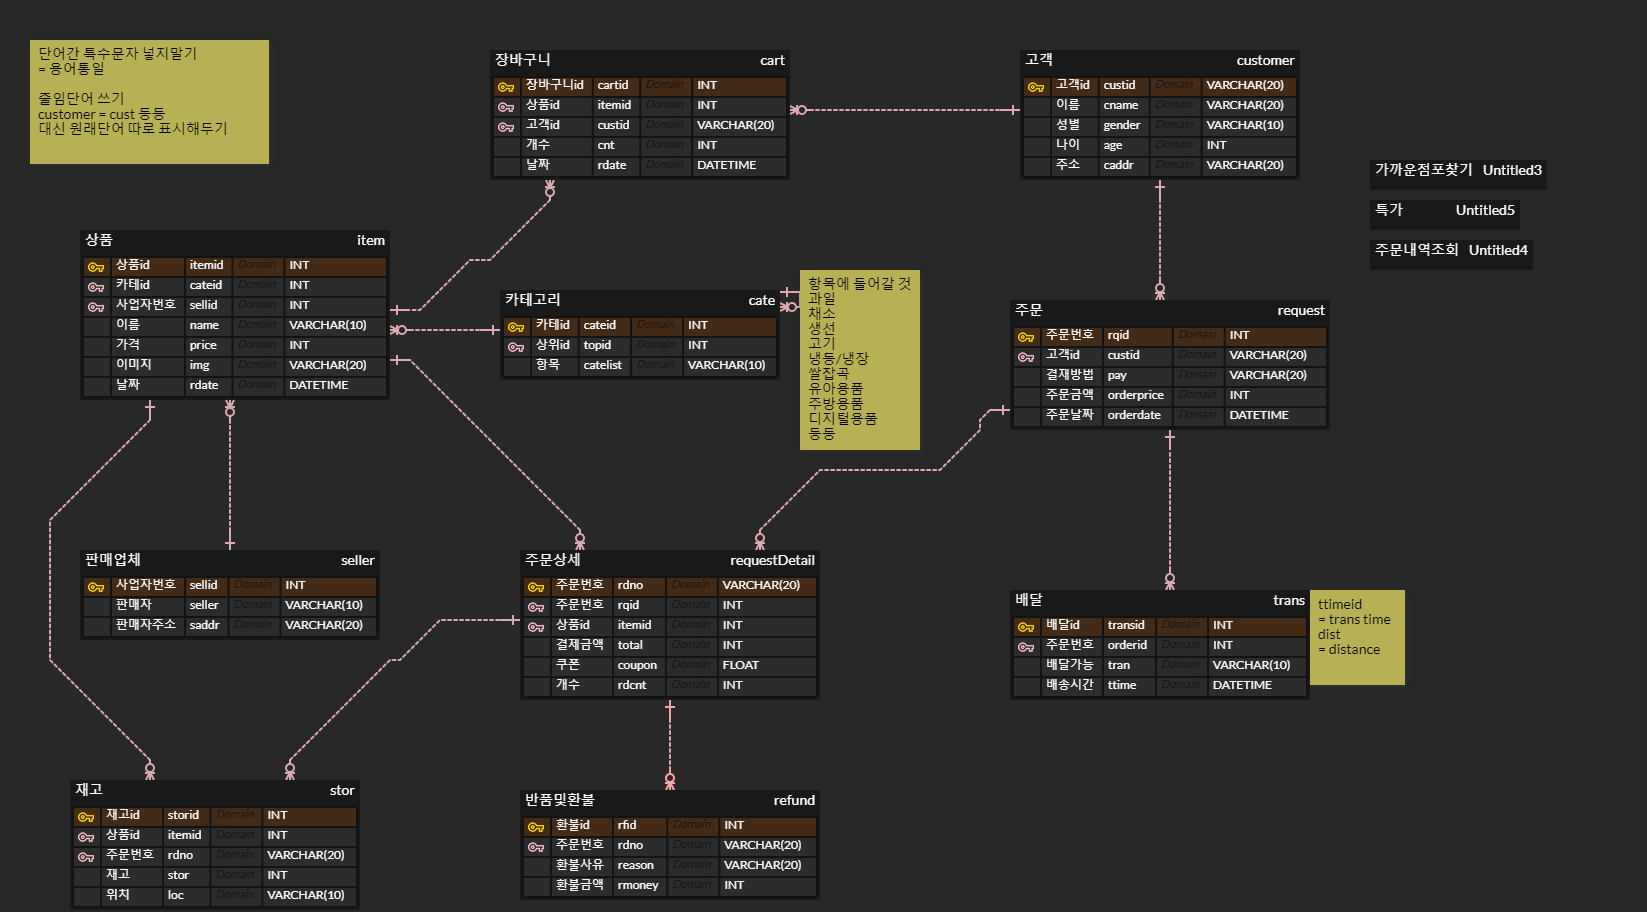 단어간 특수문자 넣지말기
= 용어통일
줄임단어 쓰기
customer = cust 등등
대신 원래단어 따로 표시해두기
장바구니 cart
장바구니id cartid Domain INT
상품id itemid Domain INT
고객id custid Domain VARCHAR(20)
개수 cnt Domain INT
날짜 rdate Domain DATETIME
고객 customer
고객id custid Domain VARCHAR(20)
이름 cname Domain VARCHAR(20)
성별 gender Domain VARCHAR(10)
나이 age Domain INT
주소 caddr Domain VARCHAR(20)
가까운점포찾기 Untitled3
특가 Untitled5
주문내역조회 Untitled4
상품 item
상품id itemid Domain INT
카테id cateid Domain INT
사업자번호 sellid Domain INT
이름 name Domain VARCHAR(10)
가격 price Domain INT
이미지 img Domain VARCHAR(20)
날짜 rdate Domain DATETIME
카테고리 cate
카테id cateid Domain INT
상위id topid Domain INT
항목 catelist Domain VARCHAR(10)
항목에 들어갈 것
과일
채소
생선
고기
냉동/냉장
쌀잡곡
유아용품
주방용품
디지털용품
등등
주문 request
주문번호 rqid Domain INT
고객id custid Domain VARCHAR(20)
결재방법 pay Domain VARCHAR(20)
주문금액 orderprice Domain INT
주문날짜 orderdate Domain DATETIME
판매업체 seller
사업자번호 sellid Domain INT
판매자 seller Domain VARCHAR(10)
판매자주소 saddr Domain VARCHAR(20)
주문상세 requestDetail
주문번호 rdno Domain VARCHAR(20)
주문번호 rqid Domain INT
상품id itemid Domain INT
결제금액 total Domain INT
쿠폰 coupon Domain FLOAT
개수 rdcnt Domain INT
배달 trans
배달id transid Domain INT
주문번호 orderid Domain INT
배달가능 tran Domain VARCHAR(10)
배송시간 ttime Domain DATETIME
ttimeid
= trans time
dist
= distance
재고 stor
재고id storid Domain INT
상품id itemid Domain INT
주문번호 rdno Domain VARCHAR(20)
재고 stor Domain INT
위치 loc Domain VARCHAR(10)
반품및환불 refund
환불id rfid Domain INT
주문번호 rdno Domain VARCHAR(20)
환불사유 reason Domain VARCHAR(20)
환불금액 rmoney Domain INT